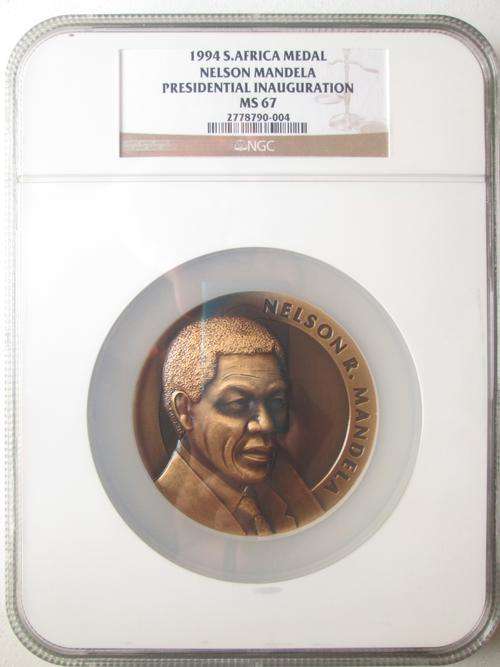 1994 S.AFRICA MEDAL
NELSON MANDELA
PRESIDENTIAL INAUGURATION
MS 67
2778790-004
NGC
NELSON R. MANDELA